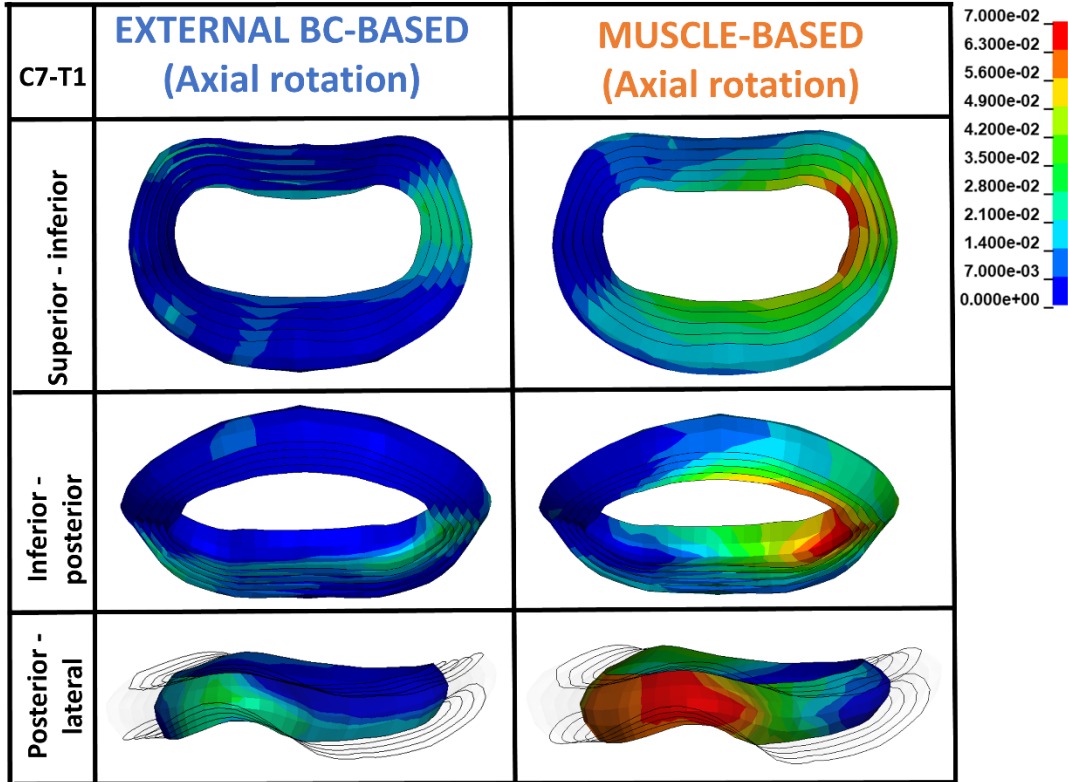 C7-T1
EXTERNAL BC-BASED
(Axial rotation)
MUSCLE-BASED
(Axial rotation)
Superior - inferior
Inferior -
posterior
Posterior -
lateral
7.000e-02
6.300e-02
5.600e-02
4.900e-02
4.200e-02
3.500e-02
2.800e-02
2.100e-02
1.400e-02
7.000e-03
0.000e+00